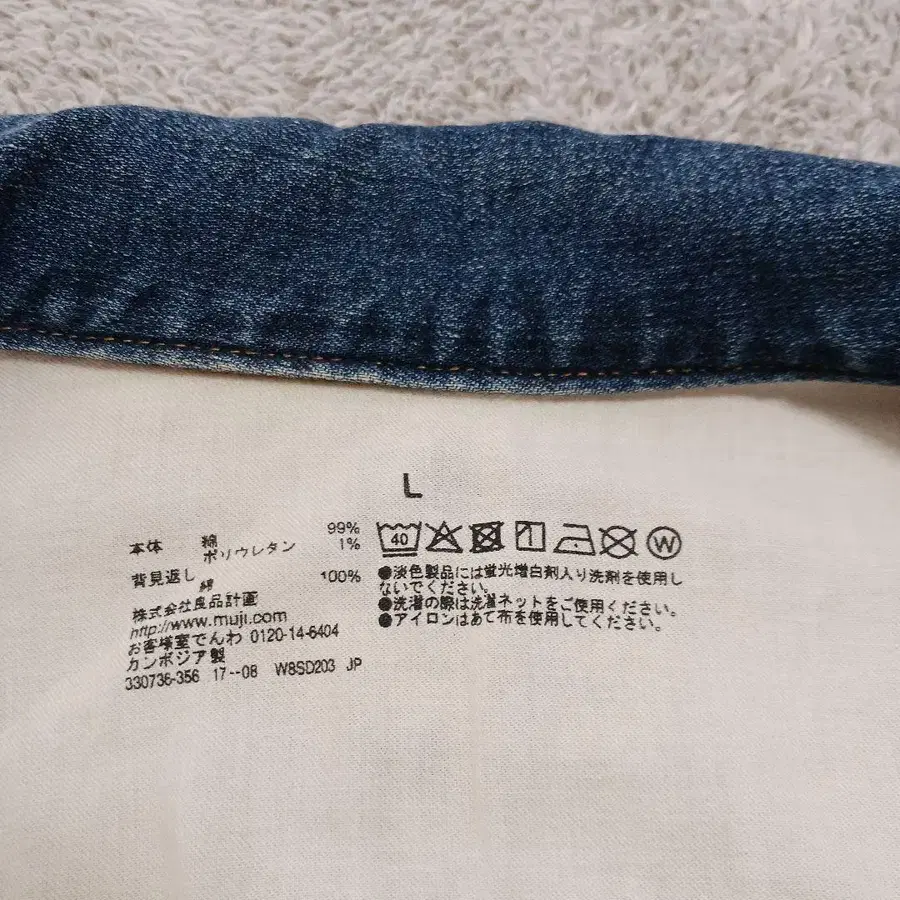 L
本体 綿 99%
ポリウレタン 1%
背見返し
綿 100%
株式会社良品計画
http://www.muji.com
お客様室でんわ 0120-14-6404
カンボジア製
330736-356 17--08 W8SD203 JP
40 W
●淡色製品には蛍光増白剤入り洗剤を使用し
ないでください。
●洗濯の際は洗濯ネットをご使用ください。
●アイロンはあて布を使用してください。